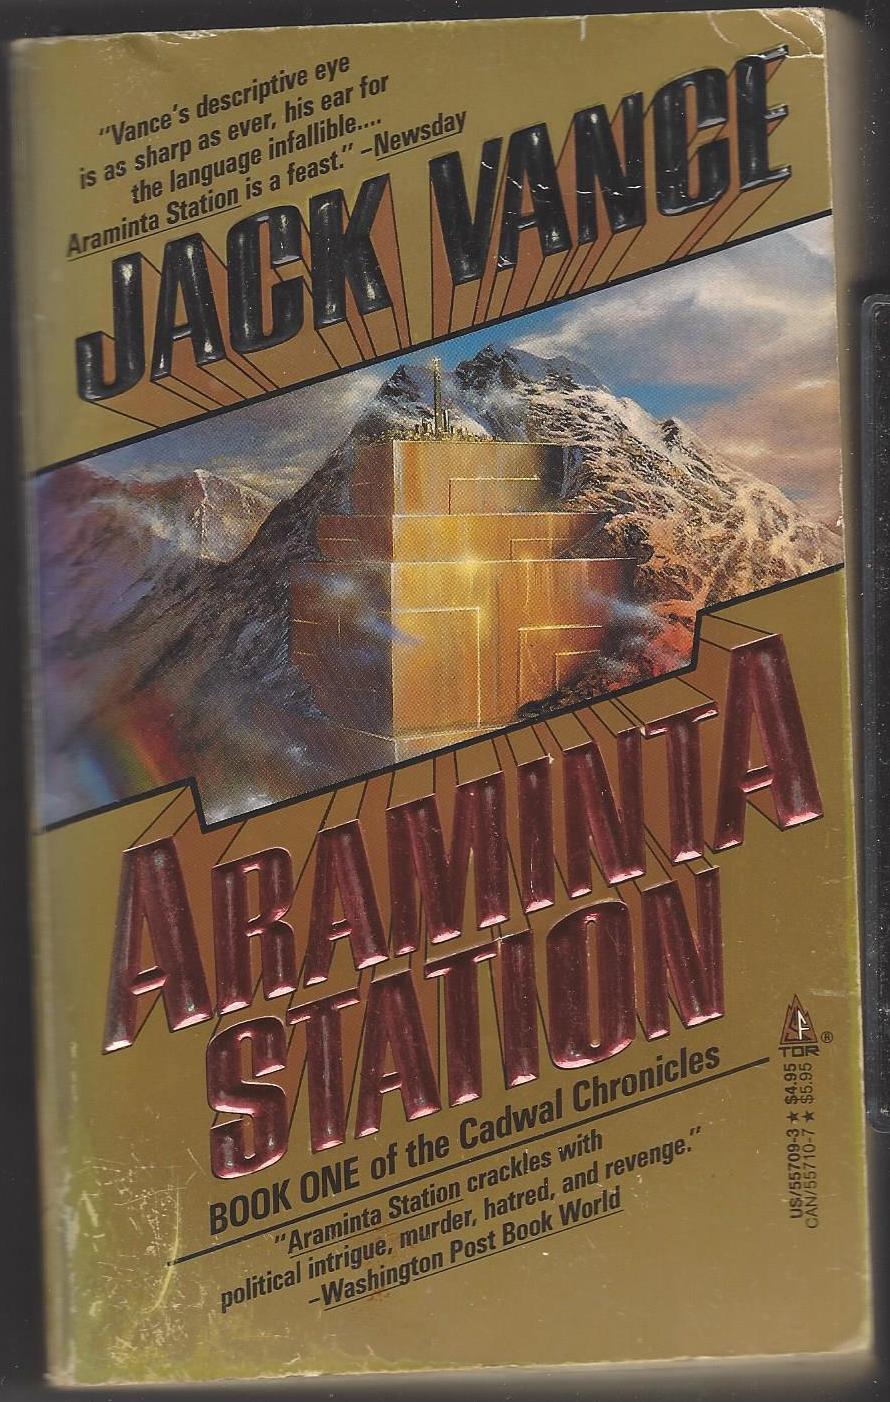 "Vance's descriptive eye
is as sharp as ever, his ear for
the language infallible....
Araminta Station is a feast." –Newsday
JACK VANCE
ARAMINTA
STATION
BOOK ONE of the Cadwal Chronicles
"Araminta Station crackles with
political intrigue, murder, hatred, and revenge."
–Washington Post Book World
TOR®
US/55709-3 ★ $4.95
CAN/55710-7 ★ $5.95